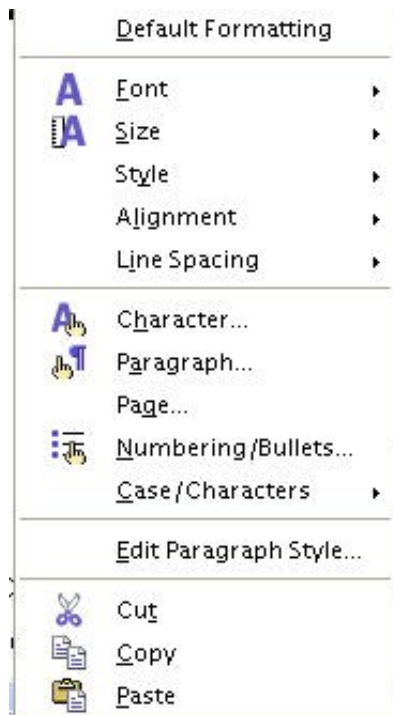 Default Formatting
Font
Size
Style
Alignment
Line Spacing
Character...
Paragraph...
Page...
Numbering/Bullets...
Case/Characters
Edit Paragraph Style...
Cut
Copy
Paste